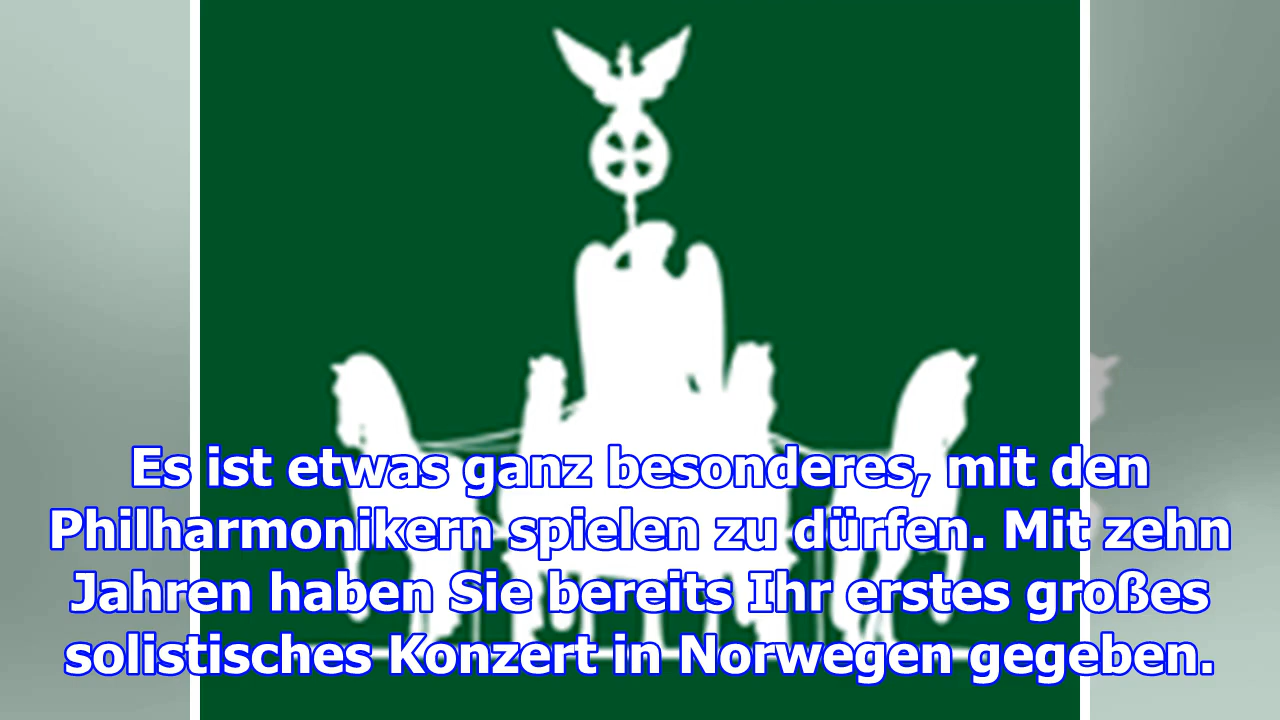 Es ist etwas ganz besonderes, mit den
Philharmonikern spielen zu dürfen. Mit zehn
Jahren haben Sie bereits Ihr erstes großes
solistisches Konzert in Norwegen gegeben.